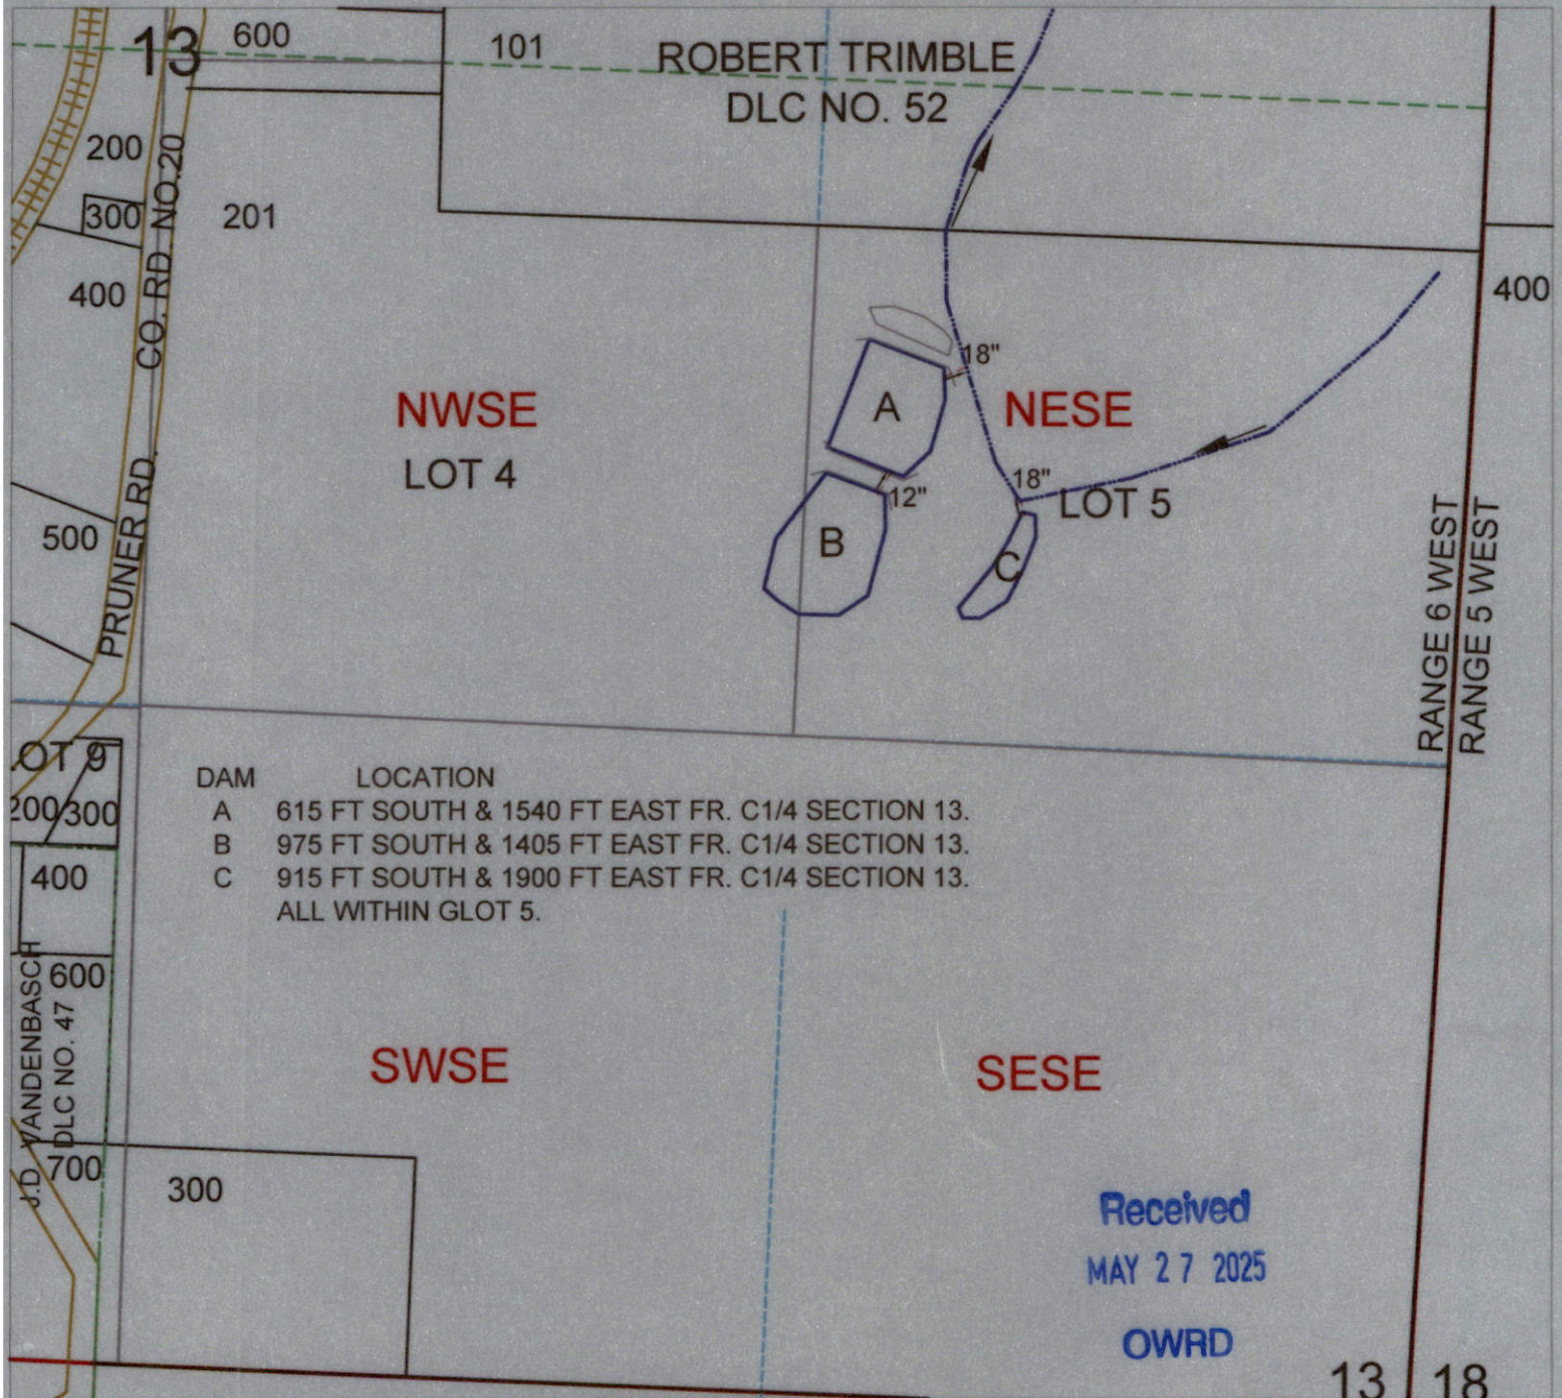 13
600
101
ROBERT TRIMBLE
DLC NO. 52
200
300
201
400
400
CO. RD. NO.20
PRUNER RD.
18"
A
NWSE
NESE
LOT 4
18"
12"
LOT 5
500
B
C
RANGE 6 WEST
RANGE 5 WEST
OT 9
200
300
DAM LOCATION
A 615 FT SOUTH & 1540 FT EAST FR. C1/4 SECTION 13.
B 975 FT SOUTH & 1405 FT EAST FR. C1/4 SECTION 13.
C 915 FT SOUTH & 1900 FT EAST FR. C1/4 SECTION 13.
ALL WITHIN GLOT 5.
400
600
J.D. VANDENBASCH
DLC NO. 47
SWSE
SESE
700
300
Received
MAY 27 2025
OWRD
13
18